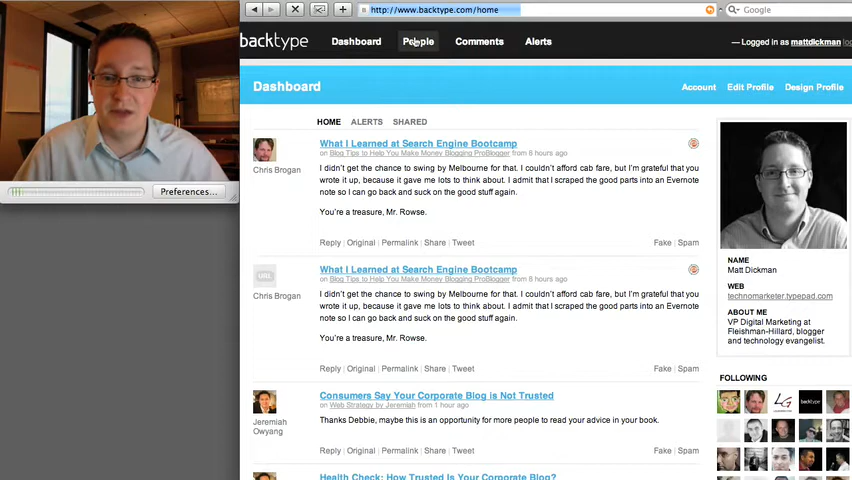 http://www.backtype.com/home
Google
backtype
Dashboard
People
Comments
Alerts
— Logged in as mattdickman
Dashboard
Account
Edit Profile
Design Profile
HOME
ALERTS
SHARED
Chris Brogan
What I Learned at Search Engine Bootcamp
on Blog Tips to Help You Make Money Blogging ProBlogger from 8 hours ago
I didn't get the chance to swing by Melbourne for that. I couldn't afford cab fare, but I'm grateful that you
wrote it up, because it gave me lots to think about. I admit that I scraped the good parts into an Evernote
note so I can go back and suck on the good stuff again.
You're a treasure, Mr. Rowse.
Reply | Original | Permalink | Share | Tweet
Fake | Spam
URL
Chris Brogan
What I Learned at Search Engine Bootcamp
on Blog Tips to Help You Make Money Blogging ProBlogger from 8 hours ago
I didn't get the chance to swing by Melbourne for that. I couldn't afford cab fare, but I'm grateful that you
wrote it up, because it gave me lots to think about. I admit that I scraped the good parts into an Evernote
note so I can go back and suck on the good stuff again.
You're a treasure, Mr. Rowse.
Reply | Original | Permalink | Share | Tweet
Fake | Spam
Jeremiah
Owyang
Consumers Say Your Corporate Blog is Not Trusted
on Web Strategy by Jeremiah from 1 hour ago
Thanks Debbie, maybe this is an opportunity for more people to read your advice in your book.
Reply | Original | Permalink | Share | Tweet
Fake | Spam
Health Check: How Trusted Is Your Corporate Blog?
NAME
Matt Dickman
WEB
technomarketer.typepad.com
ABOUT ME
VP Digital Marketing at
Fleishman-Hillard, blogger
and technology evangelist.
FOLLOWING
LG
backtype
Preferences...